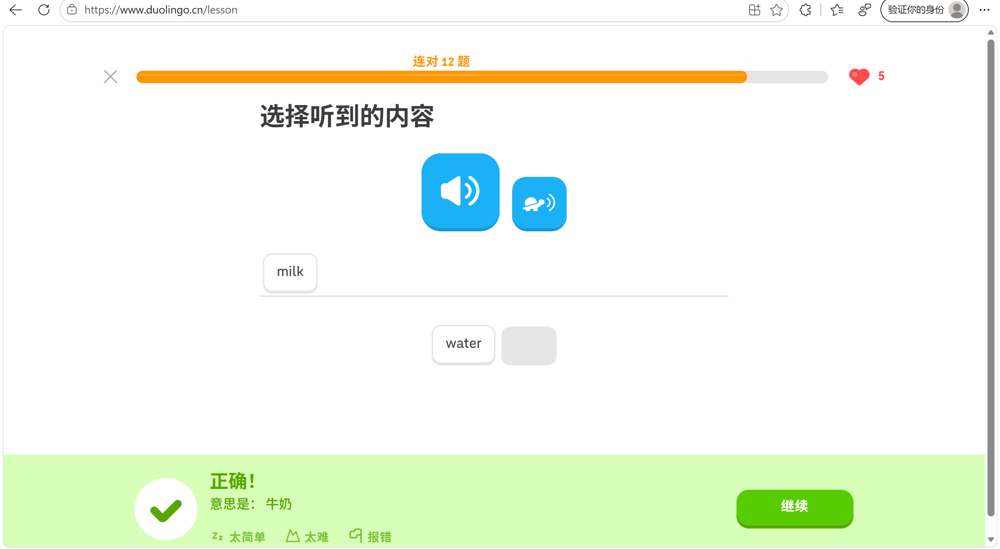 https://www.duolingo.cn/lesson
验证你的身份
连对 12 题
5
选择听到的内容
milk
water
正确！
意思是： 牛奶
继续
zz 太简单
太难
报错